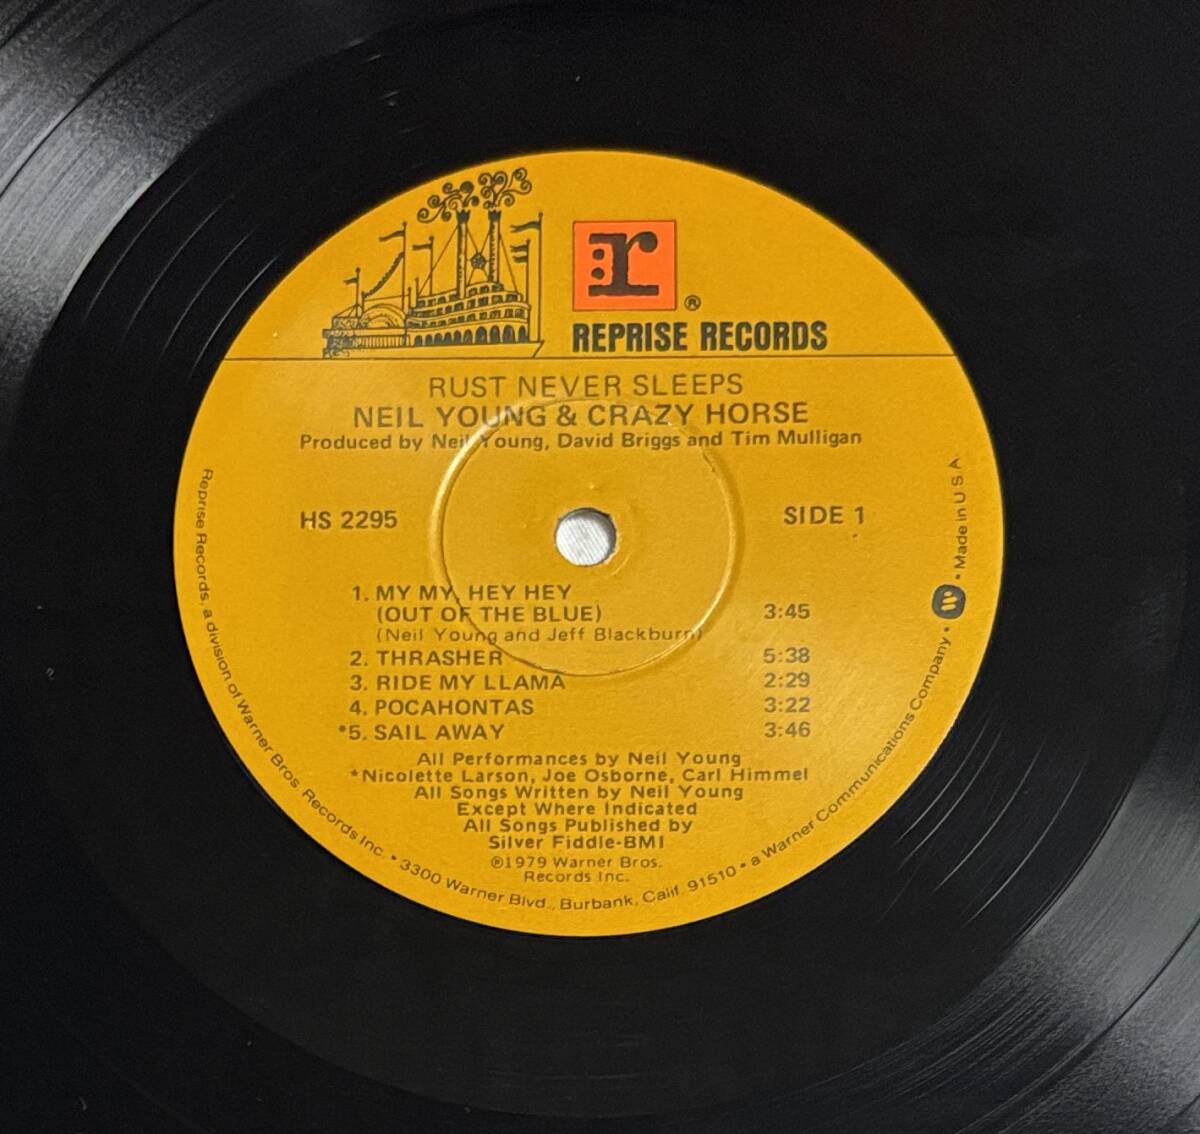 :r
®
REPRISE RECORDS
RUST NEVER SLEEPS
NEIL YOUNG & CRAZY HORSE
Produced by Neil Young, David Briggs and Tim Mulligan
HS 2295
SIDE 1
1. MY MY, HEY HEY
(OUT OF THE BLUE) 3:45
(Neil Young and Jeff Blackburn)
2. THRASHER 5:38
3. RIDE MY LLAMA 2:29
4. POCAHONTAS 3:22
*5. SAIL AWAY 3:46
All Performances by Neil Young
*Nicolette Larson, Joe Osborne, Carl Himmel
All Songs Written by Neil Young
Except Where Indicated
All Songs Published by
Silver Fiddle-BMI
℗1979 Warner Bros.
Records Inc.
Reprise Records, a division of Warner Bros. Records Inc. • 3300 Warner Blvd., Burbank, Calif. 91510 • a Warner Communications Company • W • Made in U S A